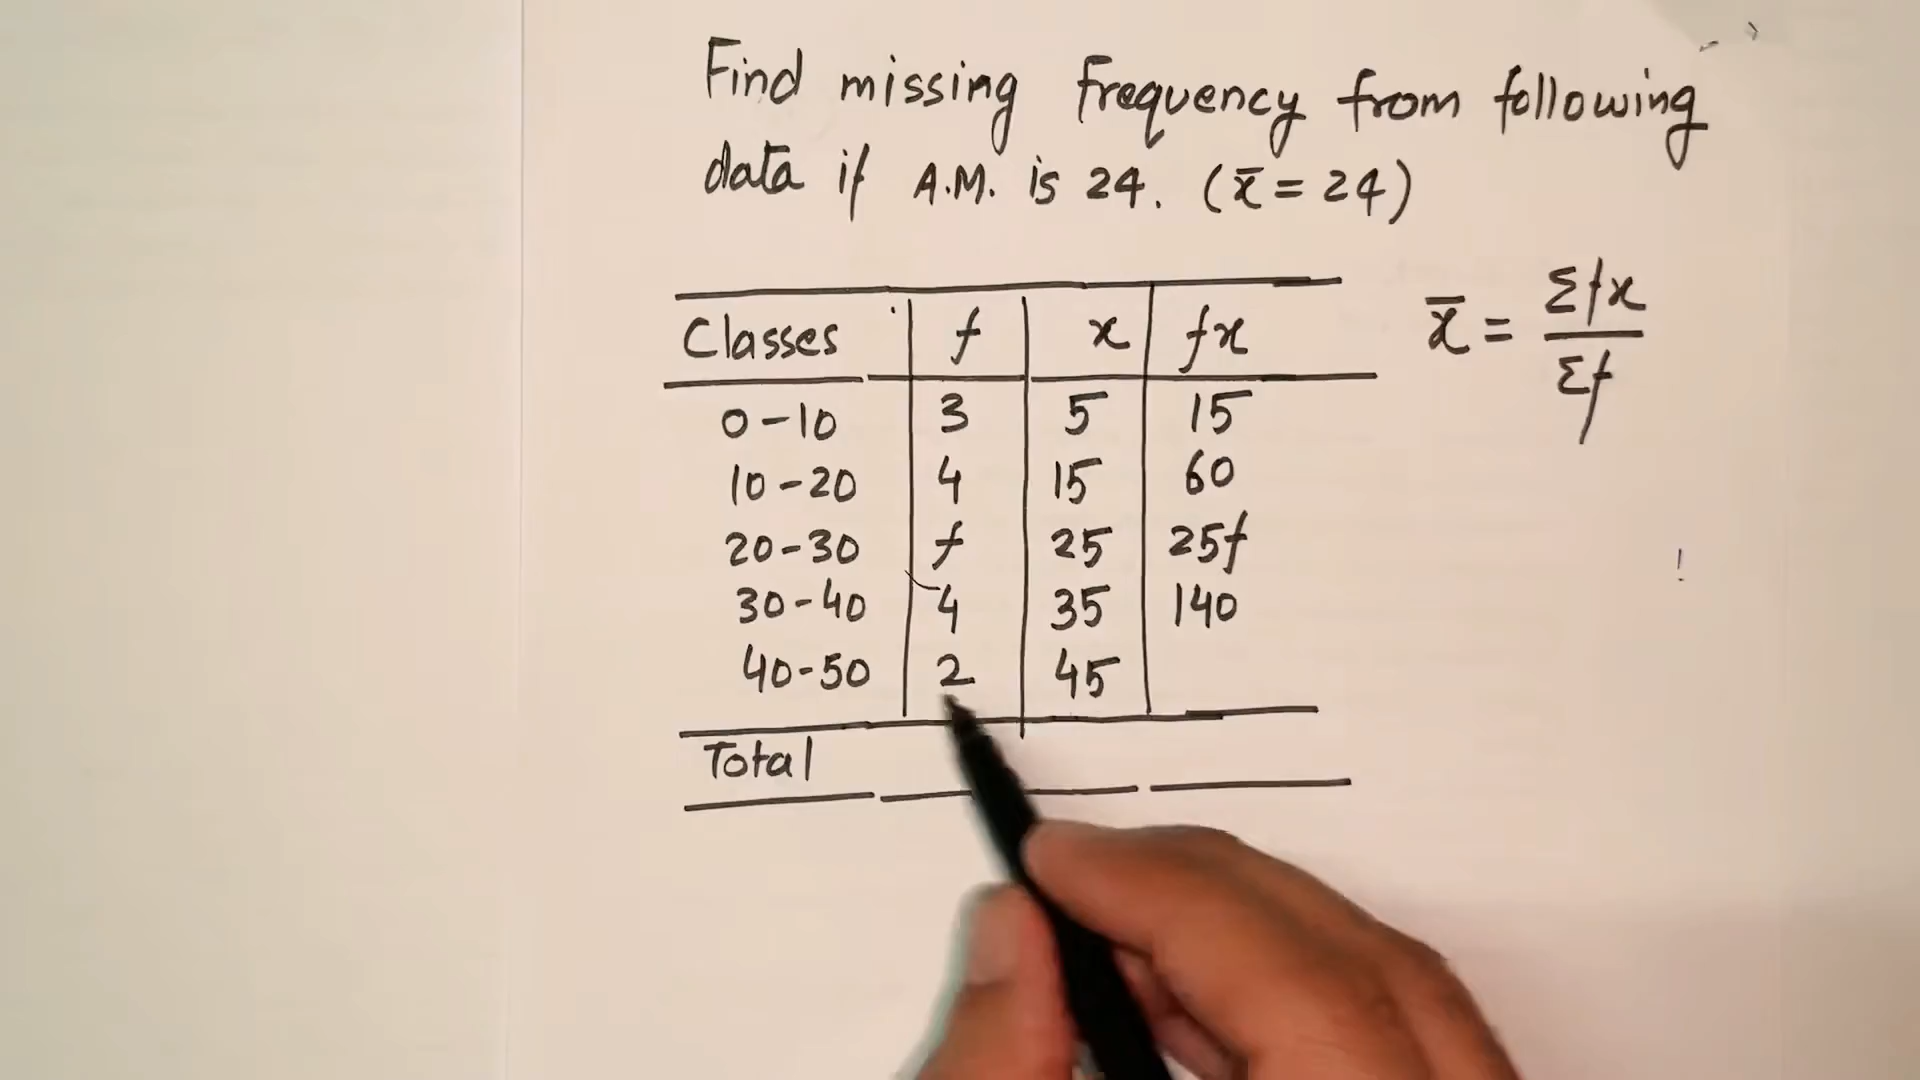 Find missing frequency from following
data if A.M. is 24. (x̄ = 24)
Classes f x fx
0-10 3 5 15
10-20 4 15 60
20-30 f 25 25f
30-40 4 35 140
40-50 2 45
Total
x̄ = Σfx / Σf